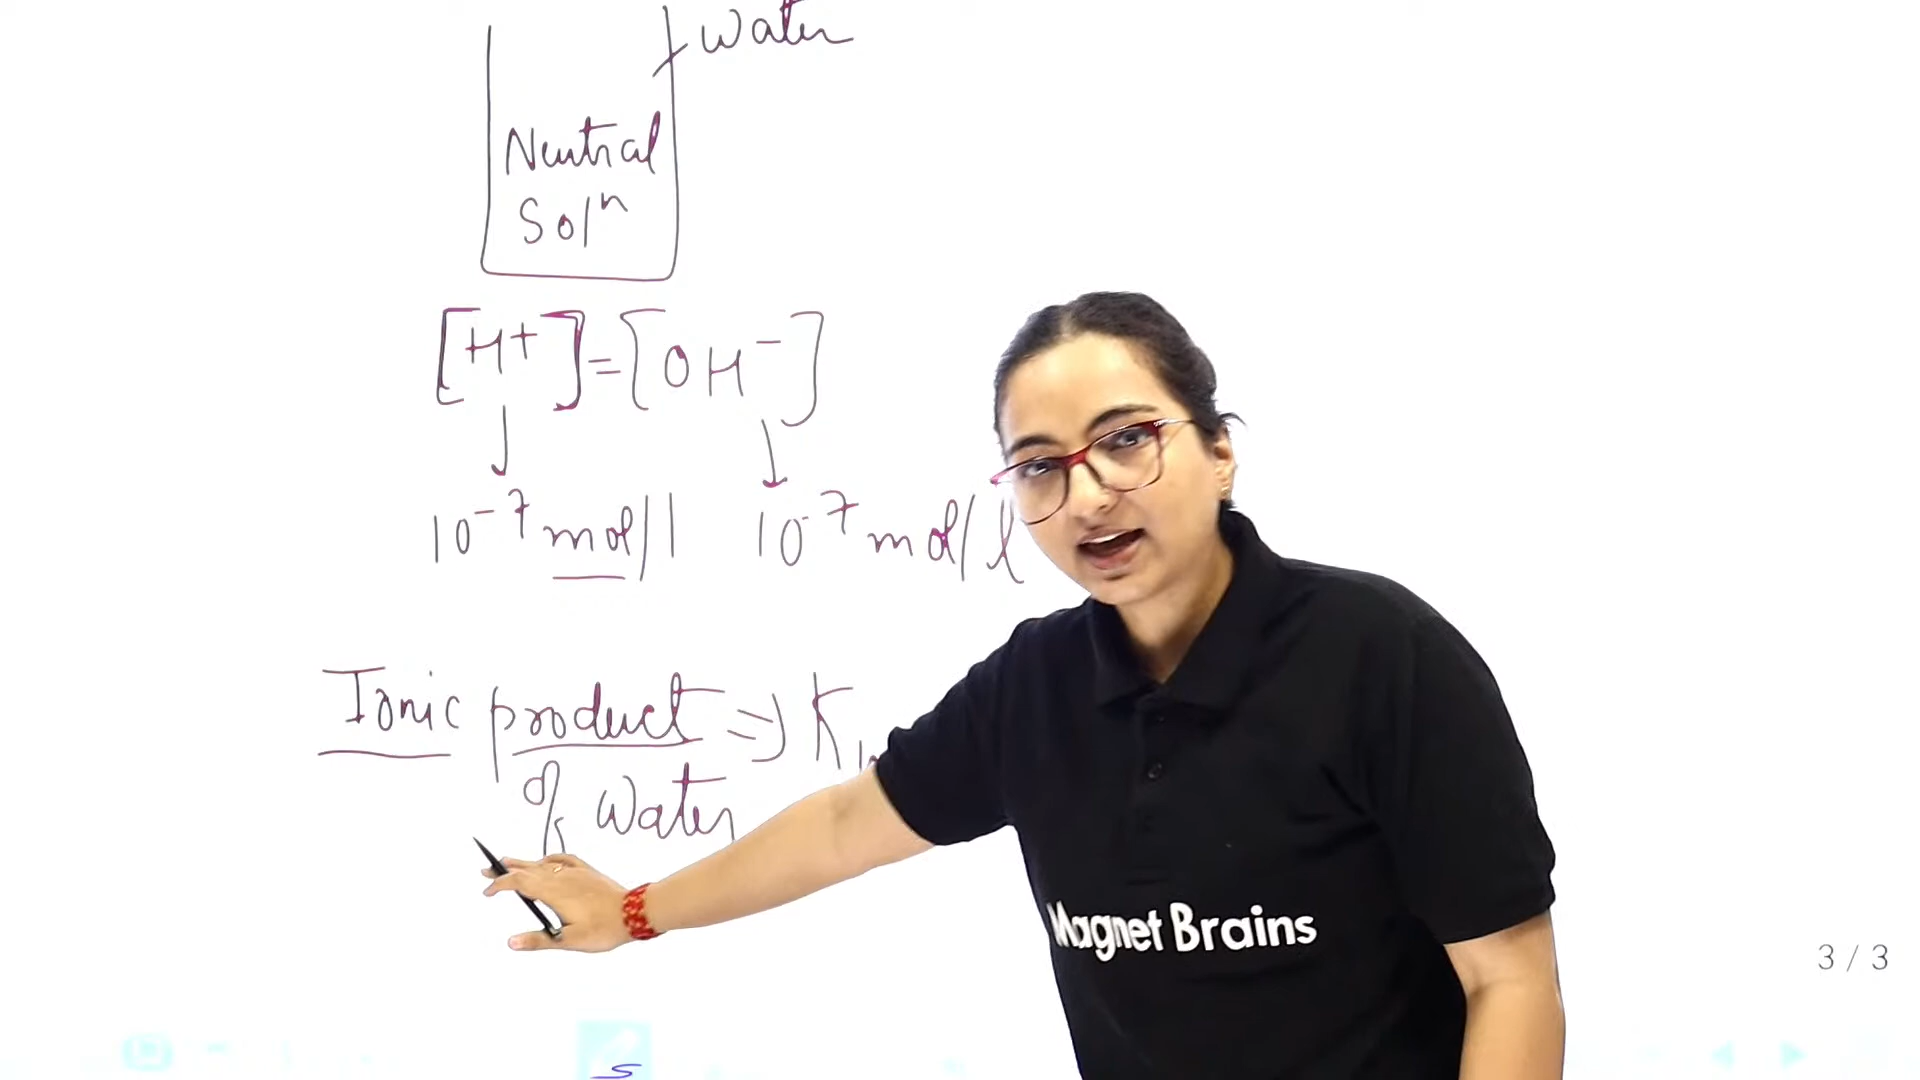 water
Neutral
Solⁿ
[H+] = [OH⁻]
↓ ↓
10⁻⁷ mol/l 10⁻⁷ mol/l
Ionic product => K
of water
Magnet Brains
3 / 3